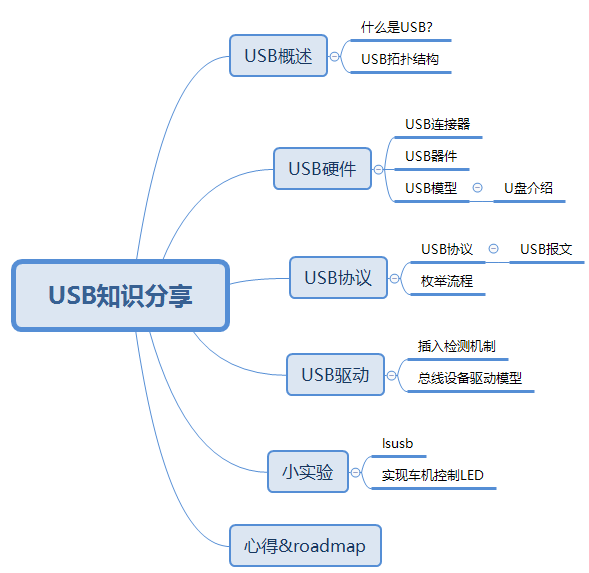 USB知识分享
USB概述
什么是USB?
USB拓扑结构
USB硬件
USB连接器
USB器件
USB模型
U盘介绍
USB协议
USB协议
USB报文
枚举流程
USB驱动
插入检测机制
总线设备驱动模型
小实验
lsusb
实现车机控制LED
心得&roadmap